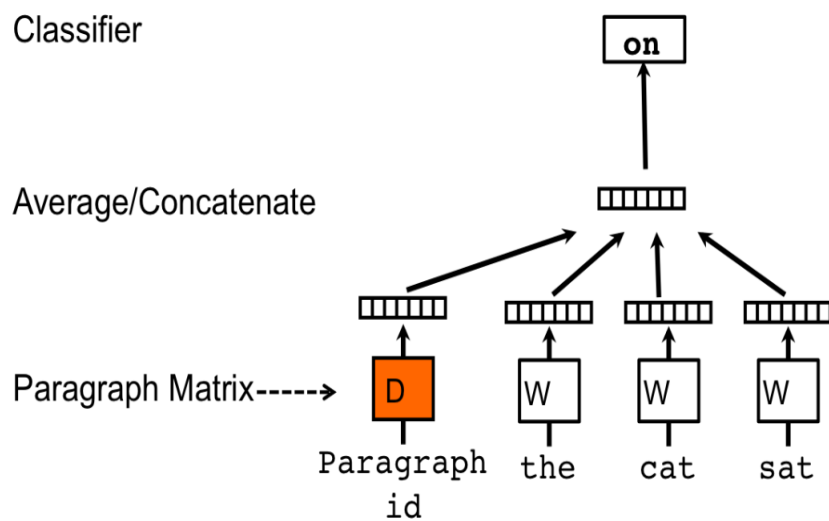 Classifier
on
Average/Concatenate
Paragraph Matrix
D
W
W
W
Paragraph id
the
cat
sat